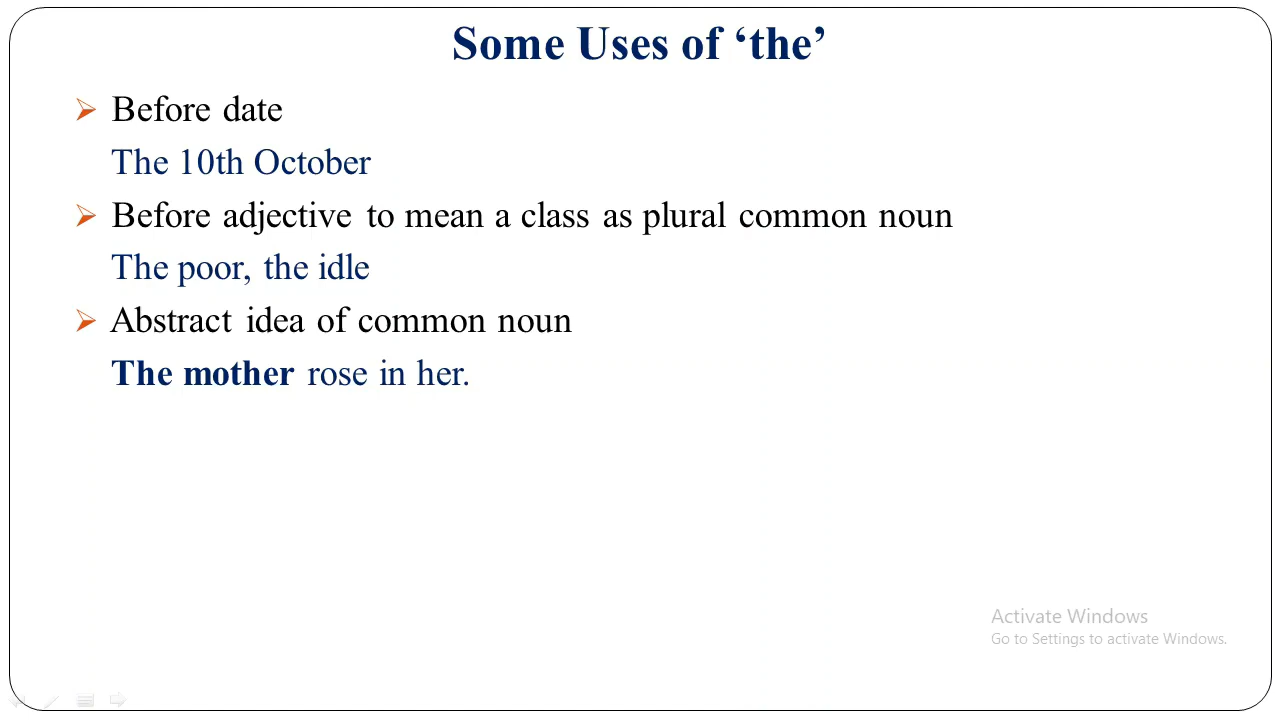 Some Uses of ‘the’
Before date
The 10th October
Before adjective to mean a class as plural common noun
The poor, the idle
Abstract idea of common noun
The mother rose in her.
Activate Windows
Go to Settings to activate Windows.